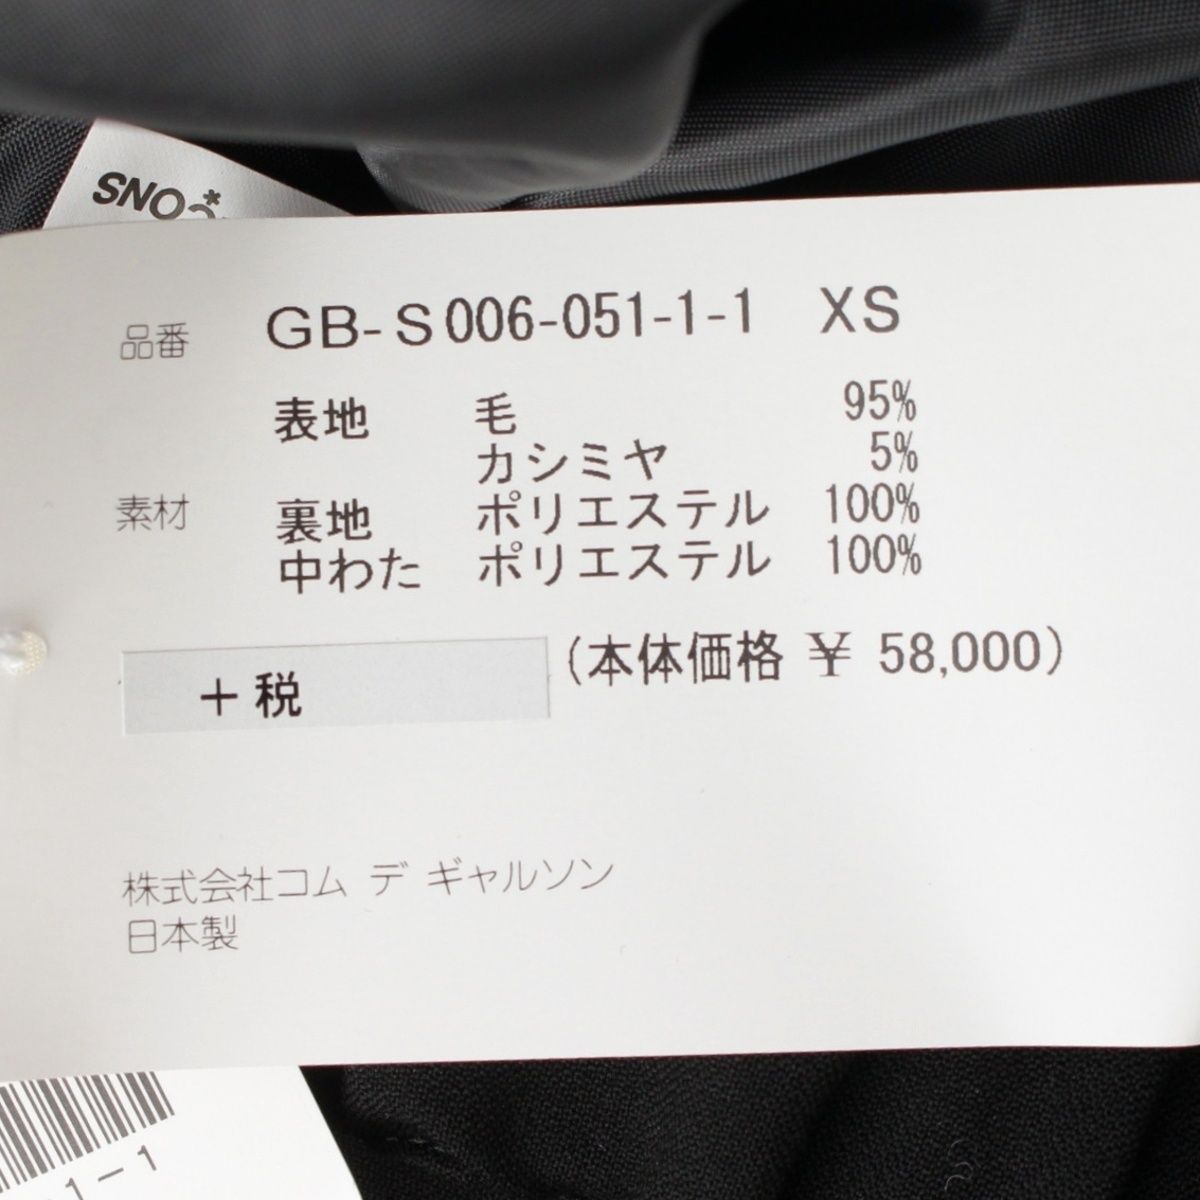 品番 GB-S006-051-1-1 XS
表地 毛 95%
カシミヤ 5%
素材
裏地 ポリエステル 100%
中わた ポリエステル 100%
+税 (本体価格 ¥ 58,000)
株式会社コム デ ギャルソン
日本製
1-1